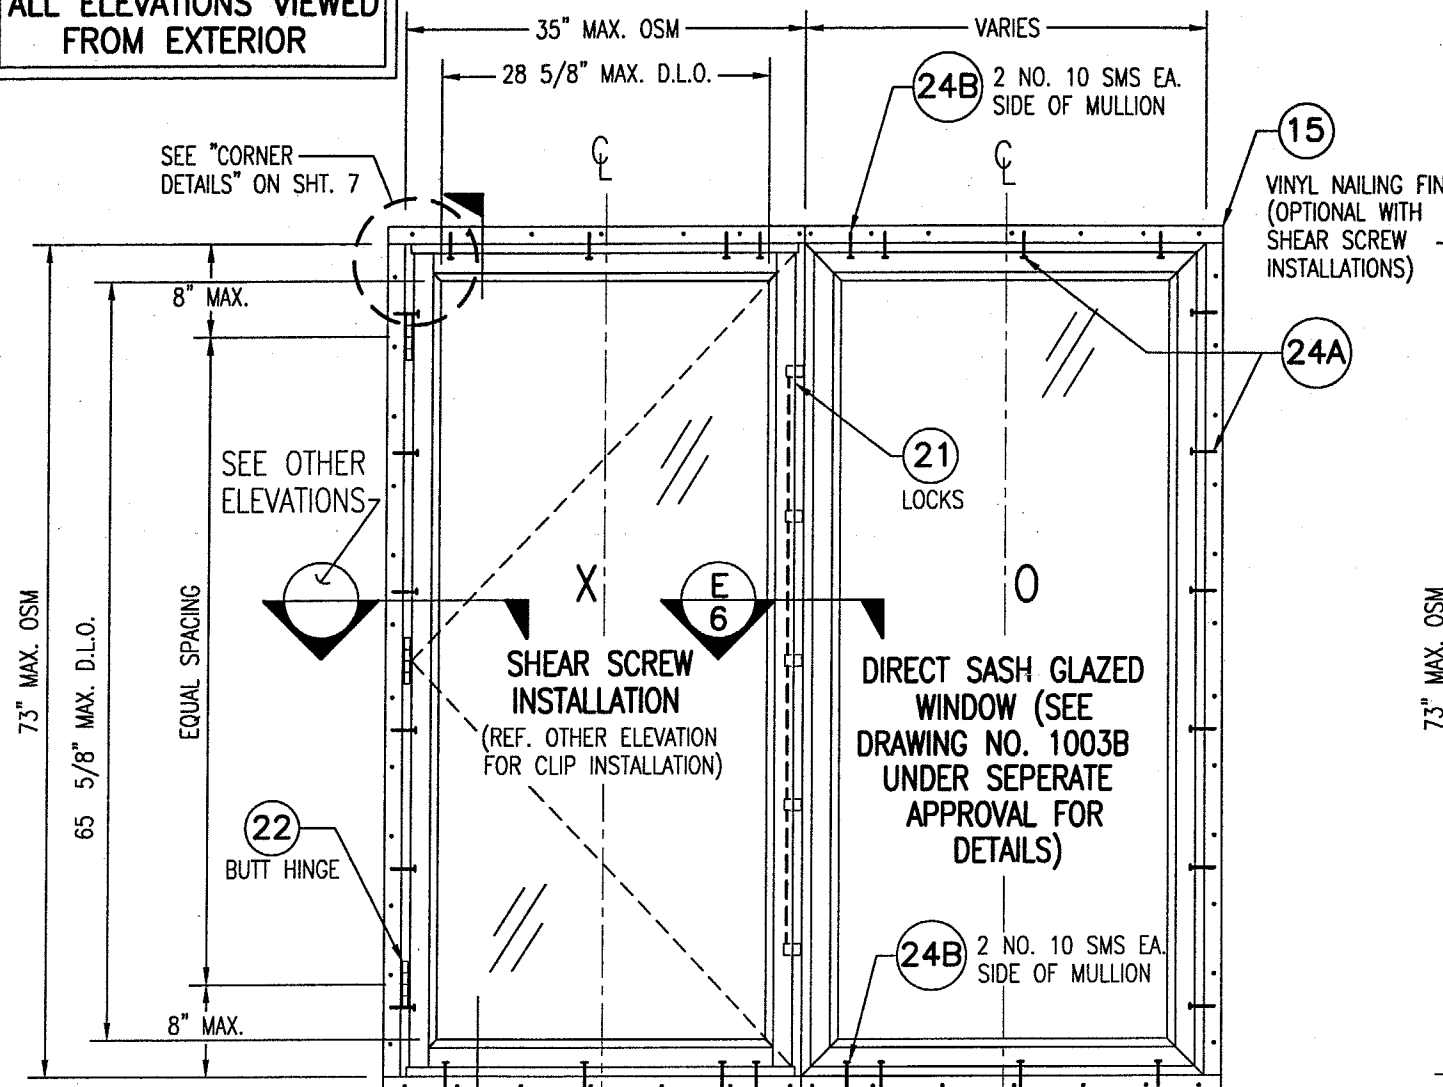 ALL ELEVATIONS VIEWED
FROM EXTERIOR
35" MAX. OSM
VARIES
28 5/8" MAX. D.L.O.
24B
2 NO. 10 SMS EA.
SIDE OF MULLION
15
SEE "CORNER
DETAILS" ON SHT. 7
℄
℄
VINYL NAILING FIN
(OPTIONAL WITH
SHEAR SCREW
INSTALLATIONS)
8" MAX.
24A
SEE OTHER
ELEVATIONS
21
LOCKS
X
E
6
O
73" MAX. OSM
65 5/8" MAX. D.L.O.
EQUAL SPACING
SHEAR SCREW
INSTALLATION
(REF. OTHER ELEVATION
FOR CLIP INSTALLATION)
DIRECT SASH GLAZED
WINDOW (SEE
DRAWING NO. 1003B
UNDER SEPERATE
APPROVAL FOR
DETAILS)
73" MAX. OSM
22
BUTT HINGE
24B
2 NO. 10 SMS EA.
SIDE OF MULLION
8" MAX.